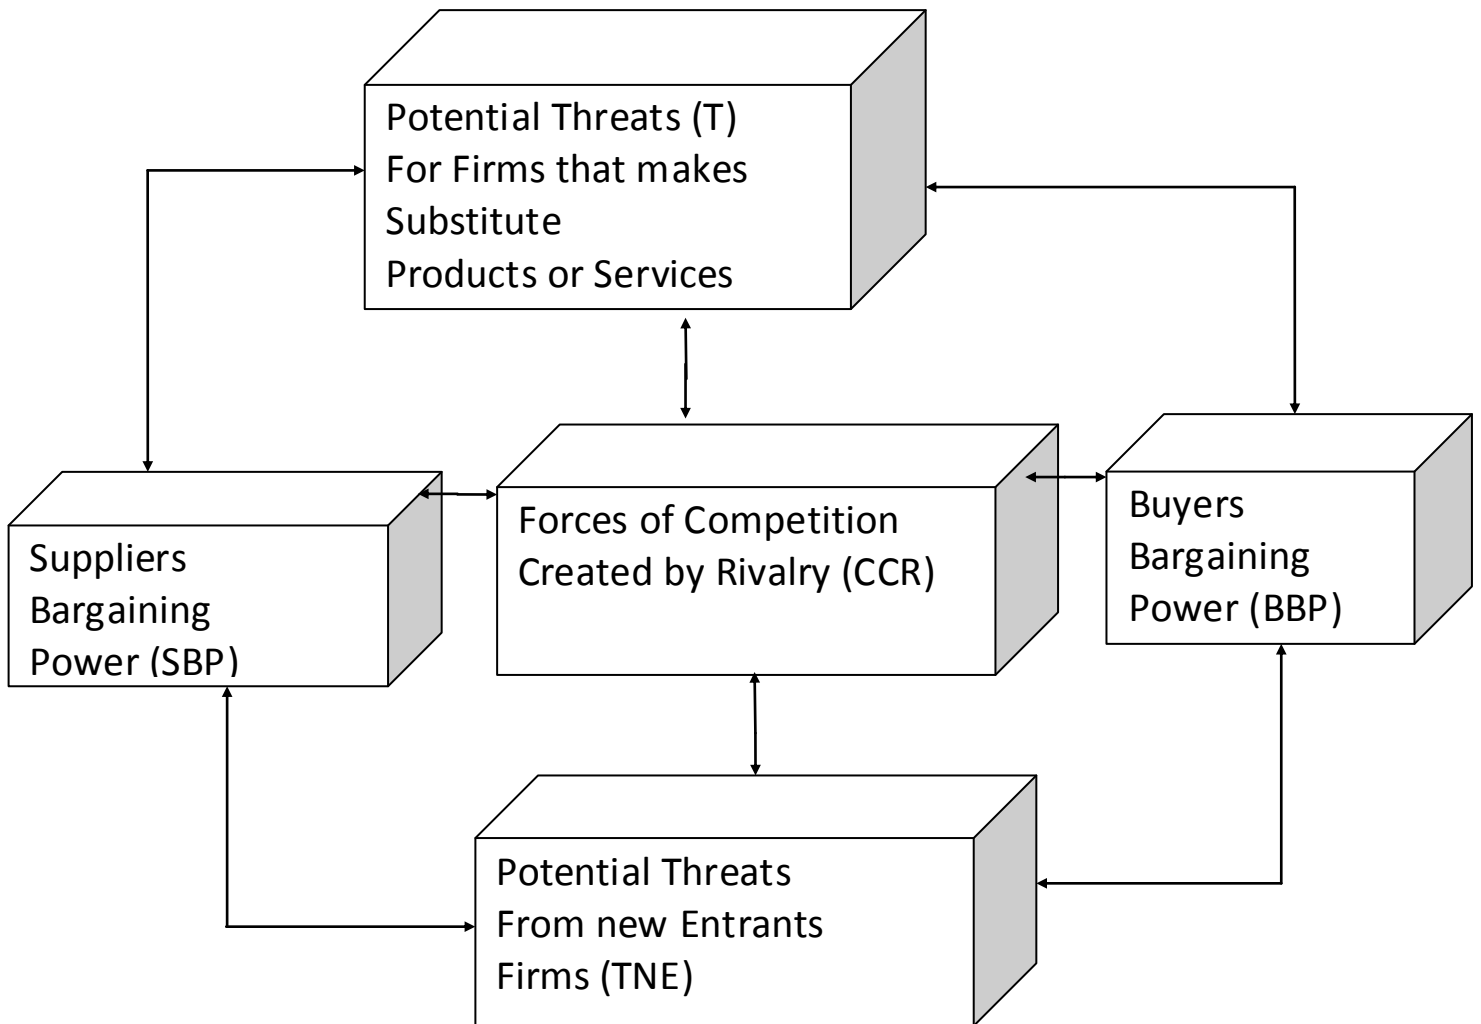 Potential Threats (T)
For Firms that makes
Substitute
Products or Services
Suppliers
Bargaining
Power (SBP)
Forces of Competition
Created by Rivalry (CCR)
Buyers
Bargaining
Power (BBP)
Potential Threats
From new Entrants
Firms (TNE)